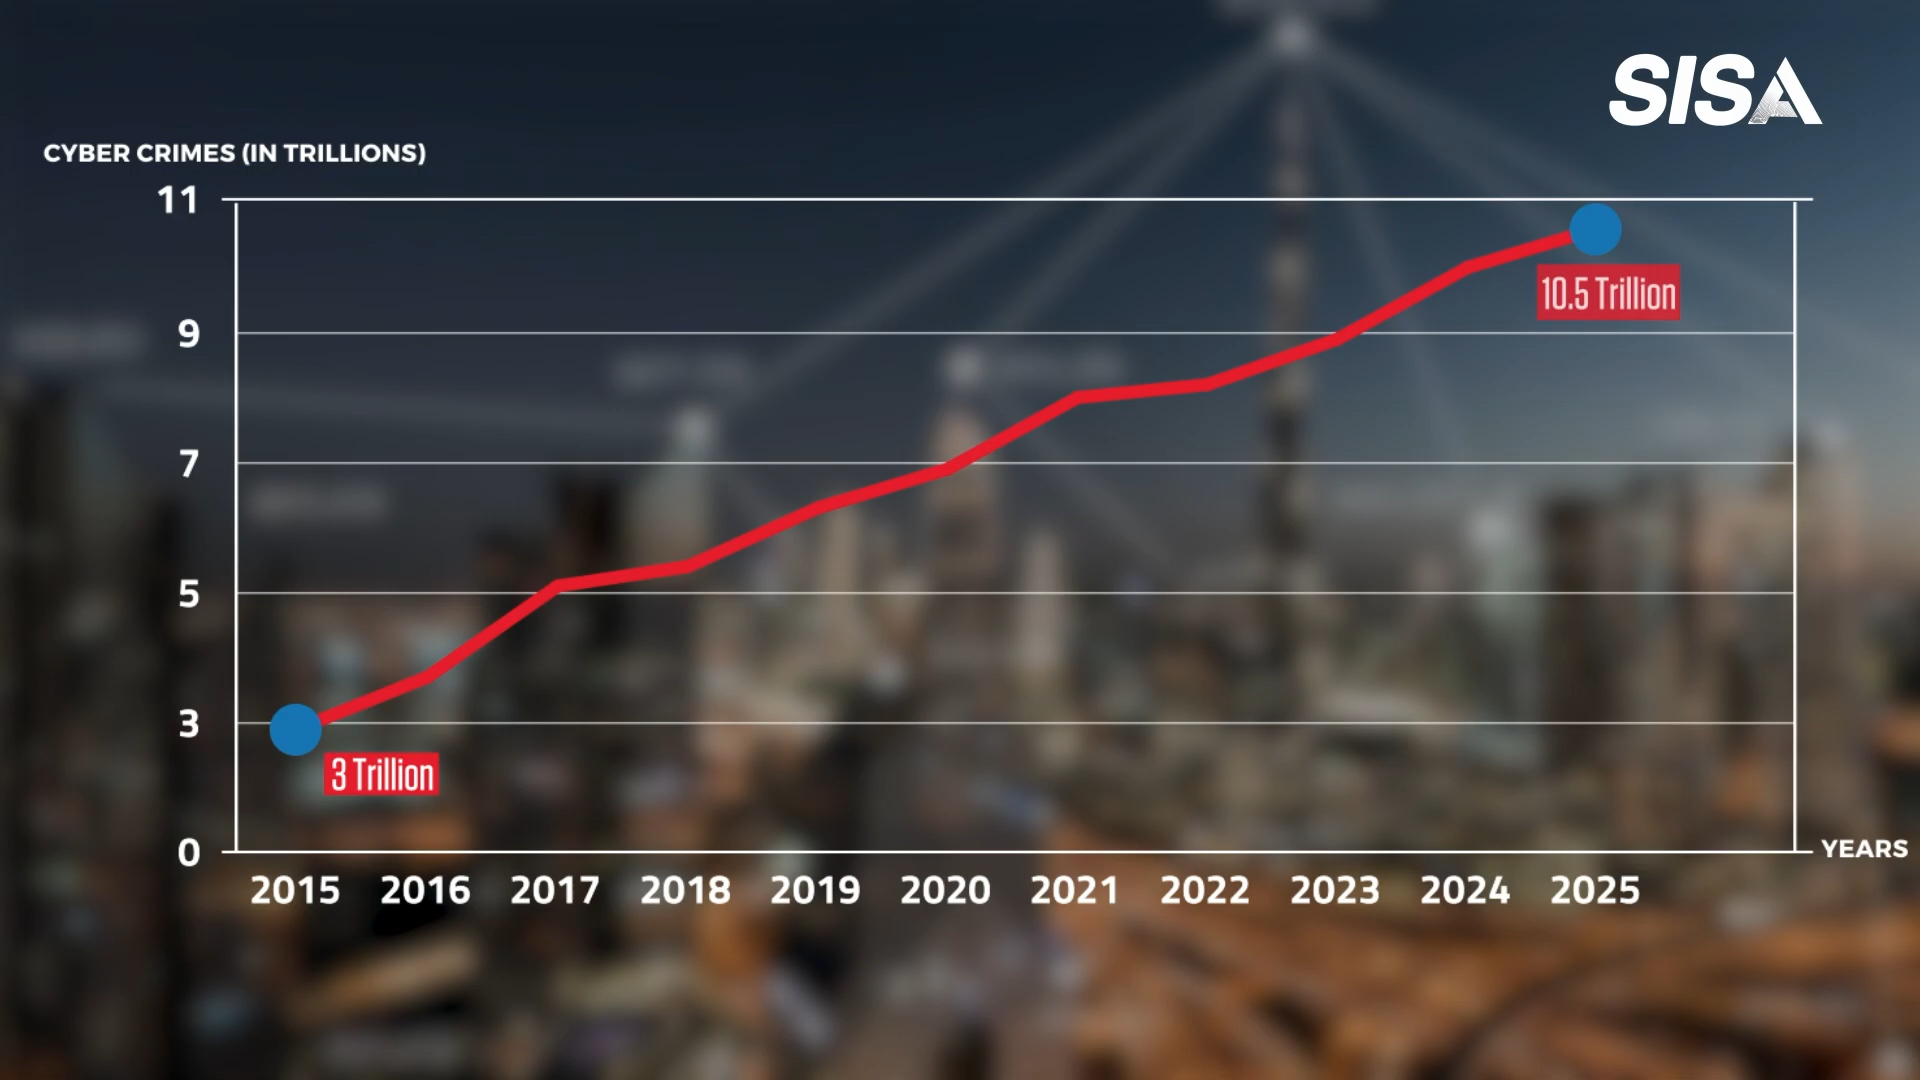 SISA
CYBER CRIMES (IN TRILLIONS)
11
9
7
5
3
0
10.5 Trillion
3 Trillion
YEARS
2015 2016 2017 2018 2019 2020 2021 2022 2023 2024 2025